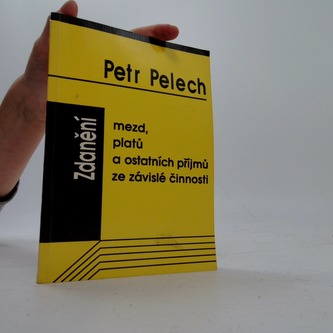 Petr Pelech
Zdanění
mezd,
platů
a ostatních příjmů
ze závislé činnosti